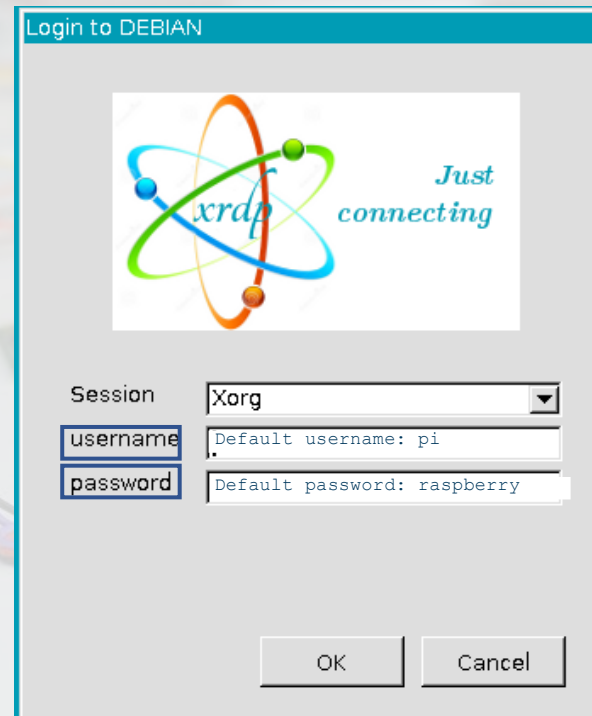 Login to DEBIAN
xrdp
Just
connecting
Session
Xorg
username
Default username: pi
password
Default password: raspberry
OK
Cancel